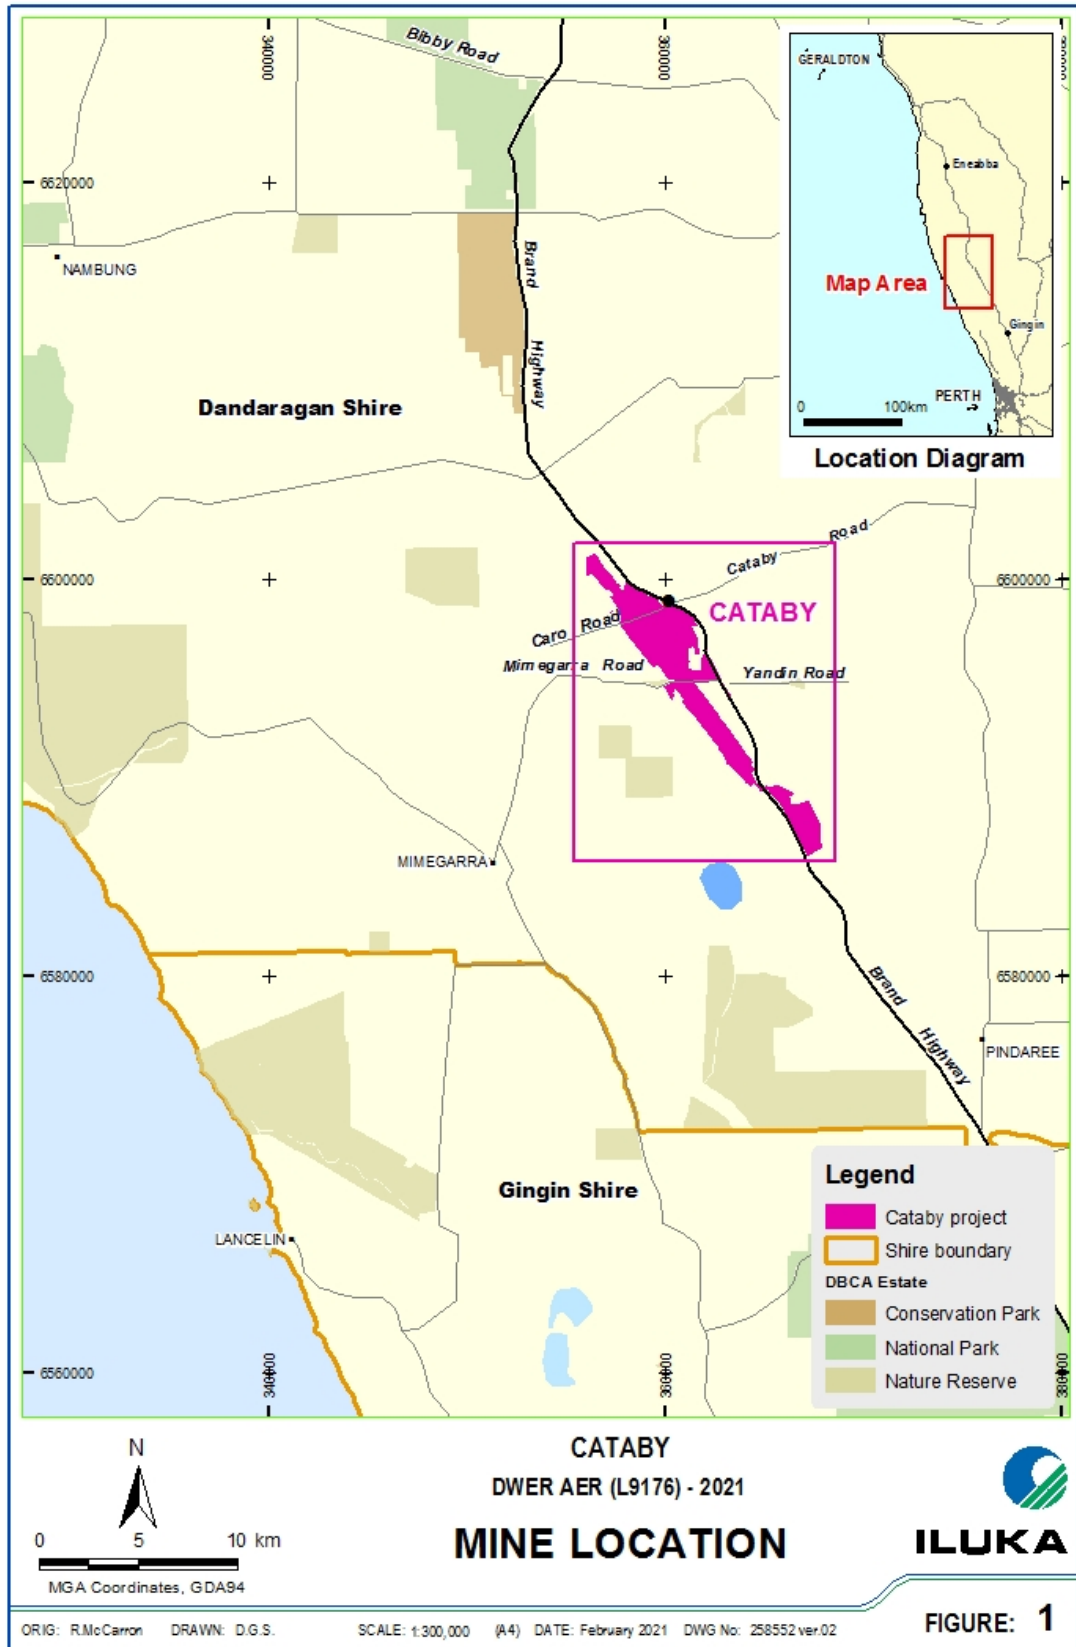 Bibby Road
340000
360000
GERALDTON
Eneabba
Map Area
Gingin
PERTH
0 100km
Location Diagram
6620000
NAMBUNG
Brand
Highway
Dandaragan Shire
Cataby Road
6600000
6600000
CATABY
Caro Road
Mimegarra Road
Yandin Road
MIMEGARRA
6580000
6580000
Brand
Highway
PINDAREE
Gingin Shire
LANCELIN
6560000
340000
360000
Legend
Cataby project
Shire boundary
DBCA Estate
Conservation Park
National Park
Nature Reserve
N
0 5 10 km
MGA Coordinates, GDA94
CATABY
DWER AER (L9176) - 2021
MINE LOCATION
ILUKA
ORIG: R.McCarron DRAWN: D.G.S. SCALE: 1:300,000 (A4) DATE: February 2021 DWG No: 258552 ver.02
FIGURE: 1